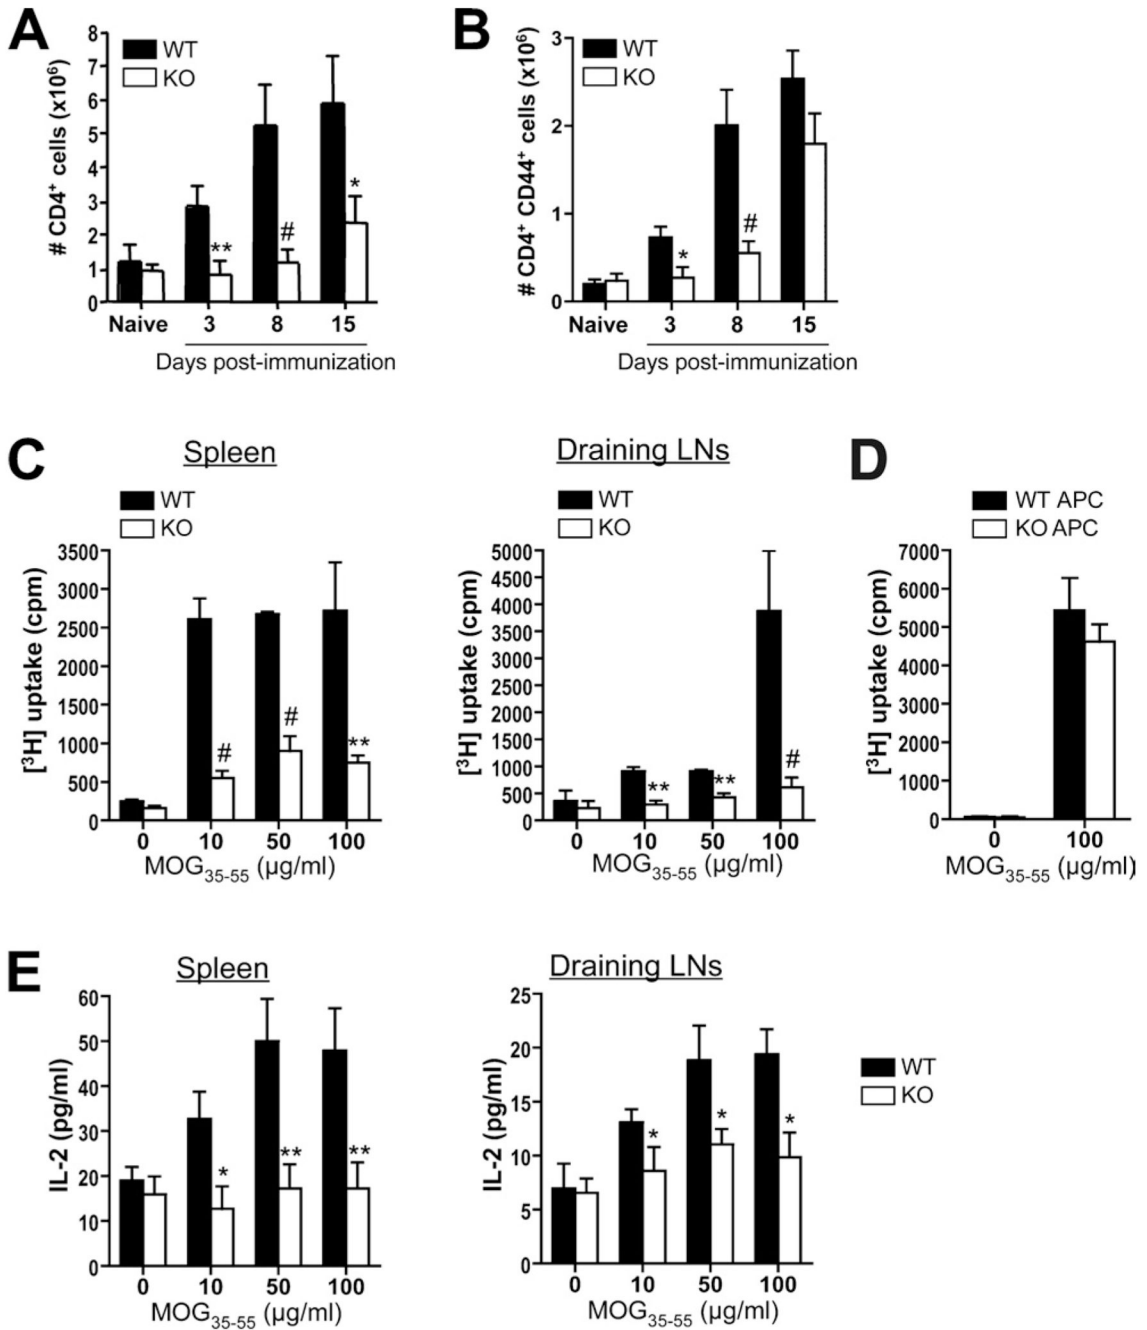 A
WT
KO
# CD4⁺ cells (x10⁶)
8
7
6
5
4
3
2
1
0
**
#
*
Naive 3 8 15
Days post-immunization
B
WT
KO
# CD4⁺ CD44⁺ cells (x10⁶)
3
2
1
0
*
#
Naive 3 8 15
Days post-immunization
C
Spleen
WT
KO
[³H] uptake (cpm)
3500
3000
2500
2000
1500
1000
500
0
#
#
**
0 10 50 100
MOG₃₅₋₅₅ (µg/ml)
Draining LNs
WT
KO
[³H] uptake (cpm)
5000
4500
4000
3500
3000
2500
2000
1500
1000
500
0
**
**
#
0 10 50 100
MOG₃₅₋₅₅ (µg/ml)
D
WT APC
KO APC
[³H] uptake (cpm)
7000
6000
5000
4000
3000
2000
1000
0
0 100
MOG₃₅₋₅₅ (µg/ml)
E
Spleen
IL-2 (pg/ml)
60
50
40
30
20
10
0
*
**
**
0 10 50 100
MOG₃₅₋₅₅ (µg/ml)
Draining LNs
IL-2 (pg/ml)
25
20
15
10
5
0
*
*
*
0 10 50 100
MOG₃₅₋₅₅ (µg/ml)
WT
KO